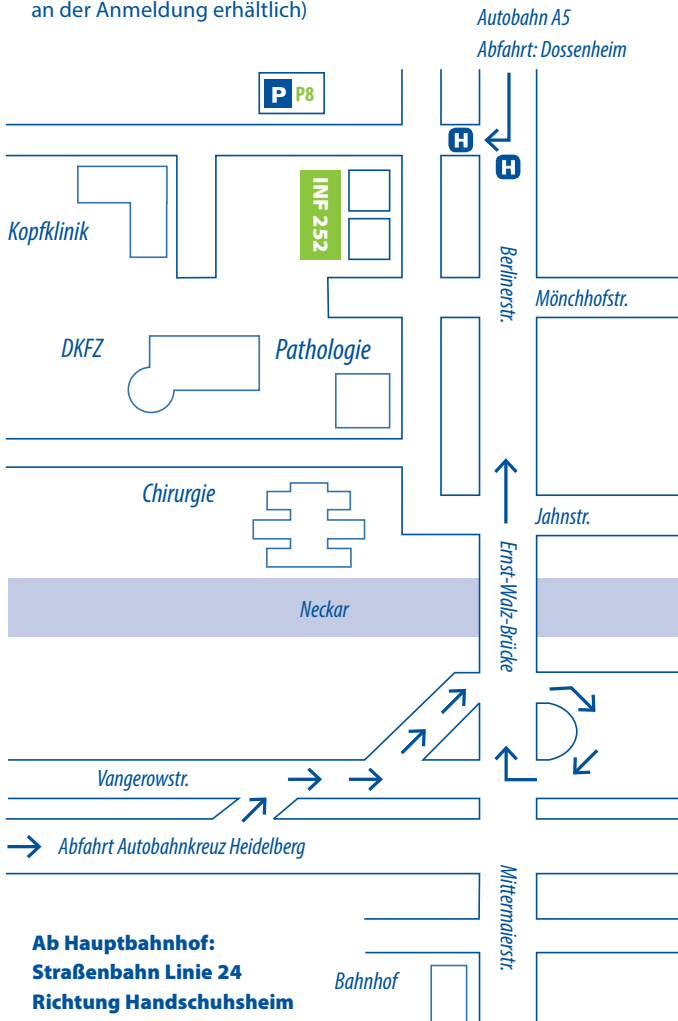 an der Anmeldung erhältlich)
Autobahn A5
Abfahrt: Dossenheim
P P8
H
H
INF 252
Kopfklinik
Berlinerstr.
Mönchhofstr.
DKFZ
Pathologie
Chirurgie
Jahnstr.
Ernst-Walz-Brücke
Neckar
Vangerowstr.
Abfahrt Autobahnkreuz Heidelberg
Mittermaierstr.
Ab Hauptbahnhof:
Straßenbahn Linie 24
Richtung Handschuhsheim
Bahnhof